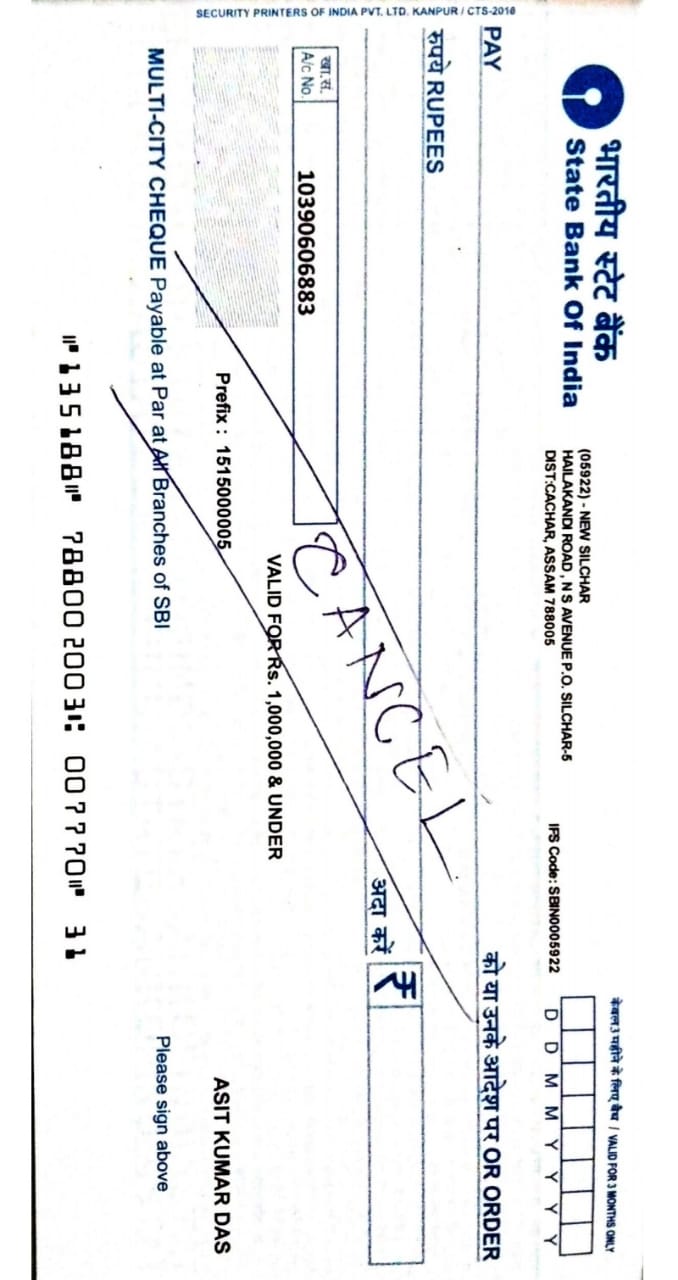 भारतीय स्टेट बैंक
State Bank Of India
(05922) - NEW SILCHAR
HAILAKANDI ROAD , N S AVENUE P.O. SILCHAR-5
DIST:CACHAR, ASSAM 788005
IFS Code: SBIN0005922
केवल 3 महीने के लिए वैध / VALID FOR 3 MONTHS ONLY
D D M M Y Y Y Y
PAY
को या उनके आदेश पर OR ORDER
रुपये RUPEES
CANCEL
अदा करें ₹
खा.सं.
A/c No.
10390606883
VALID FOR Rs. 1,000,000 & UNDER
Prefix : 1515000005
ASIT KUMAR DAS
MULTI-CITY CHEQUE Payable at Par at All Branches of SBI
Please sign above
⑈135188⑈ 788002003⑆ 007770⑈ 31
SECURITY PRINTERS OF INDIA PVT. LTD. KANPUR / CTS-2010